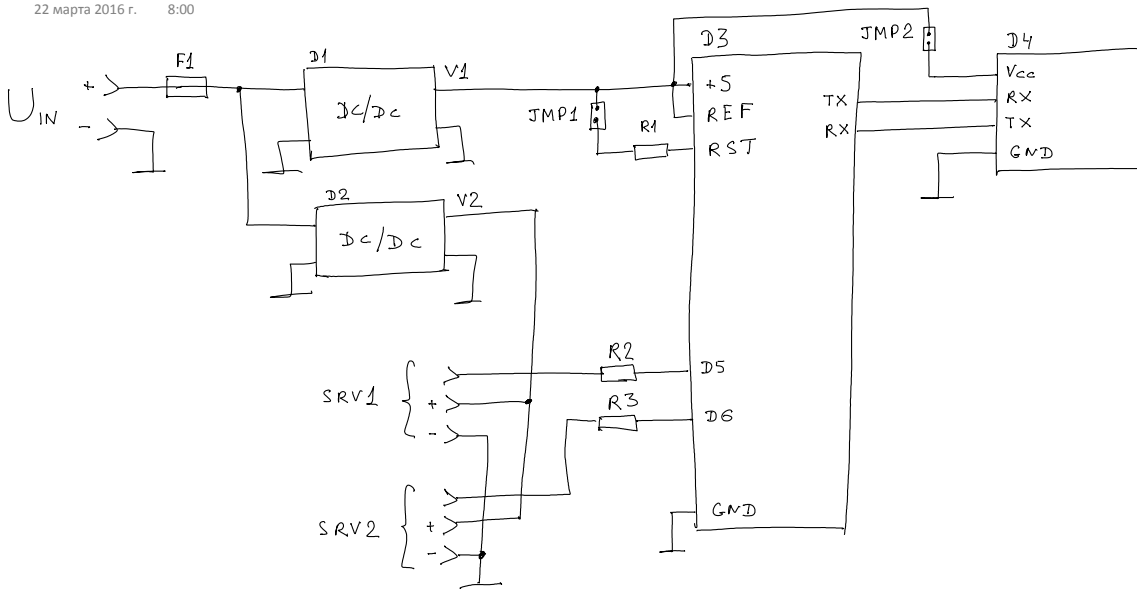 22 марта 2016 г. 8:00
F1
D1
V1
JMP2
D3
D4
U IN
+
-
DC/DC
JMP1
R1
+5
REF
RST
TX
RX
Vcc
RX
TX
GND
D2
V2
DC/DC
SRV1
+
-
R2
D5
R3
D6
SRV2
+
-
GND